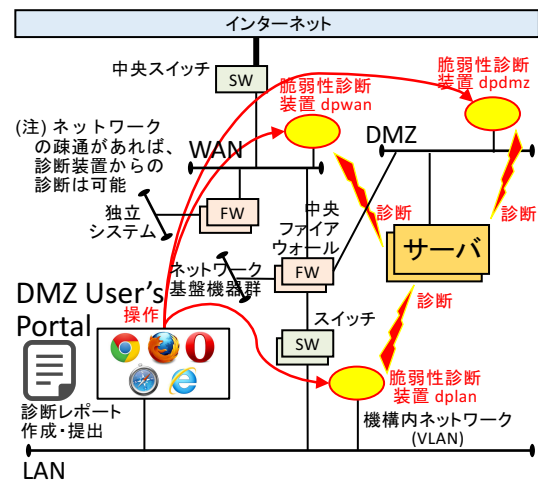 インターネット
中央スイッチ
SW
脆弱性診断
装置 dpwan
脆弱性診断
装置 dpdmz
(注) ネットワーク
の疎通があれば、
診断装置からの
診断は可能
WAN
DMZ
独立
システム
FW
中央
ファイア
ウォール
診断
診断
サーバ
ネットワーク
基盤機器群
FW
DMZ User's
Portal
操作
スイッチ
SW
診断
脆弱性診断
装置 dplan
診断レポート
作成・提出
機構内ネットワーク
(VLAN)
LAN